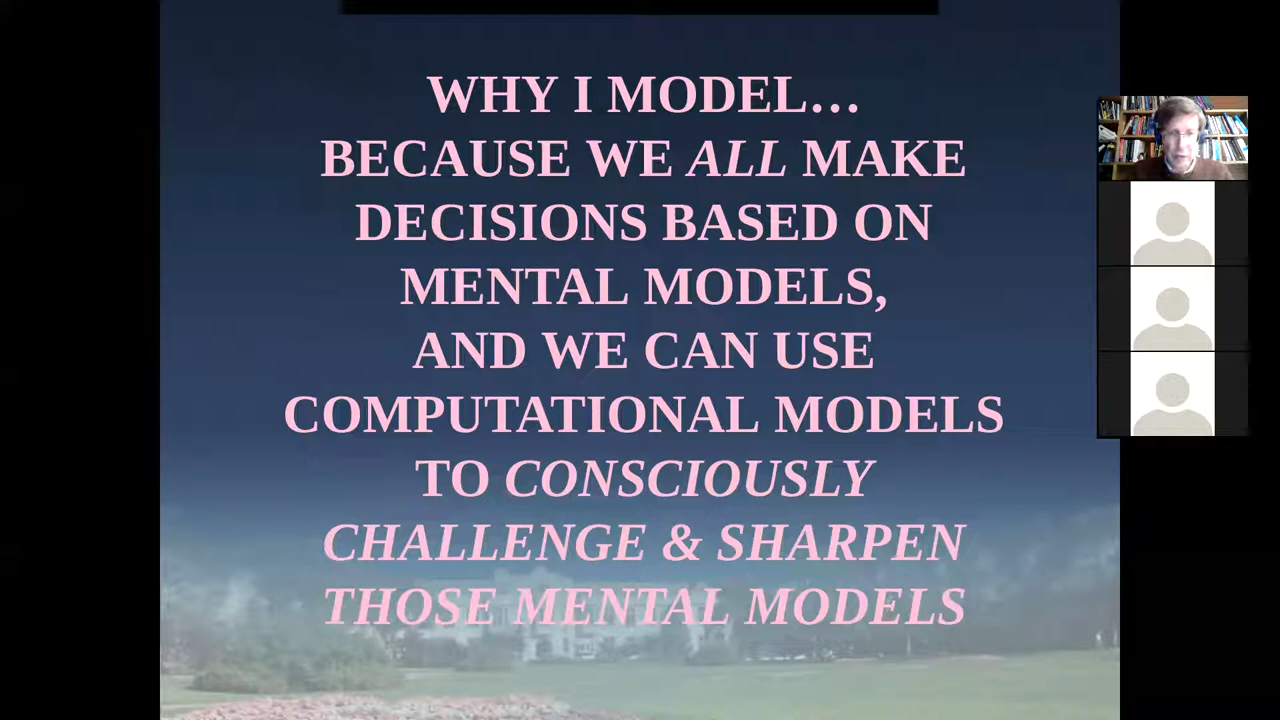 WHY I MODEL…
BECAUSE WE ALL MAKE
DECISIONS BASED ON
MENTAL MODELS,
AND WE CAN USE
COMPUTATIONAL MODELS
TO CONSCIOUSLY
CHALLENGE & SHARPEN
THOSE MENTAL MODELS